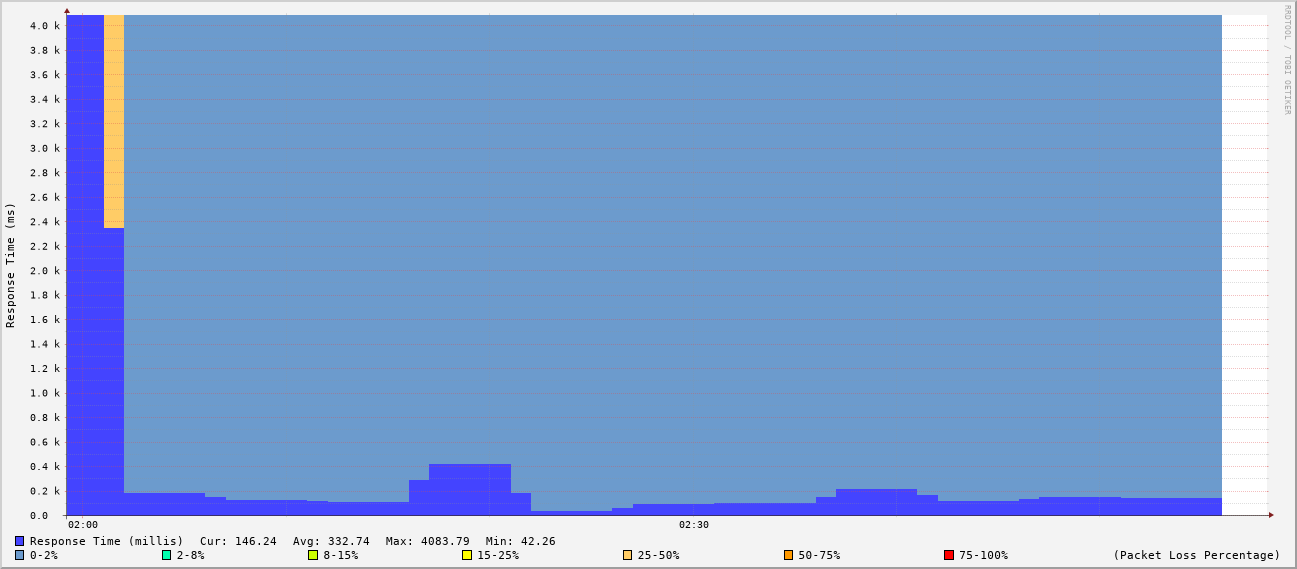 4.0 k
3.8 k
3.6 k
3.4 k
3.2 k
3.0 k
2.8 k
2.6 k
2.4 k
2.2 k
2.0 k
1.8 k
1.6 k
1.4 k
1.2 k
1.0 k
0.8 k
0.6 k
0.4 k
0.2 k
0.0
Response Time (ms)
RRDTOOL / TOBI OETIKER
02:00 02:30
Response Time (millis) Cur: 146.24 Avg: 332.74 Max: 4083.79 Min: 42.26
0-2% 2-8% 8-15% 15-25% 25-50% 50-75% 75-100% (Packet Loss Percentage)